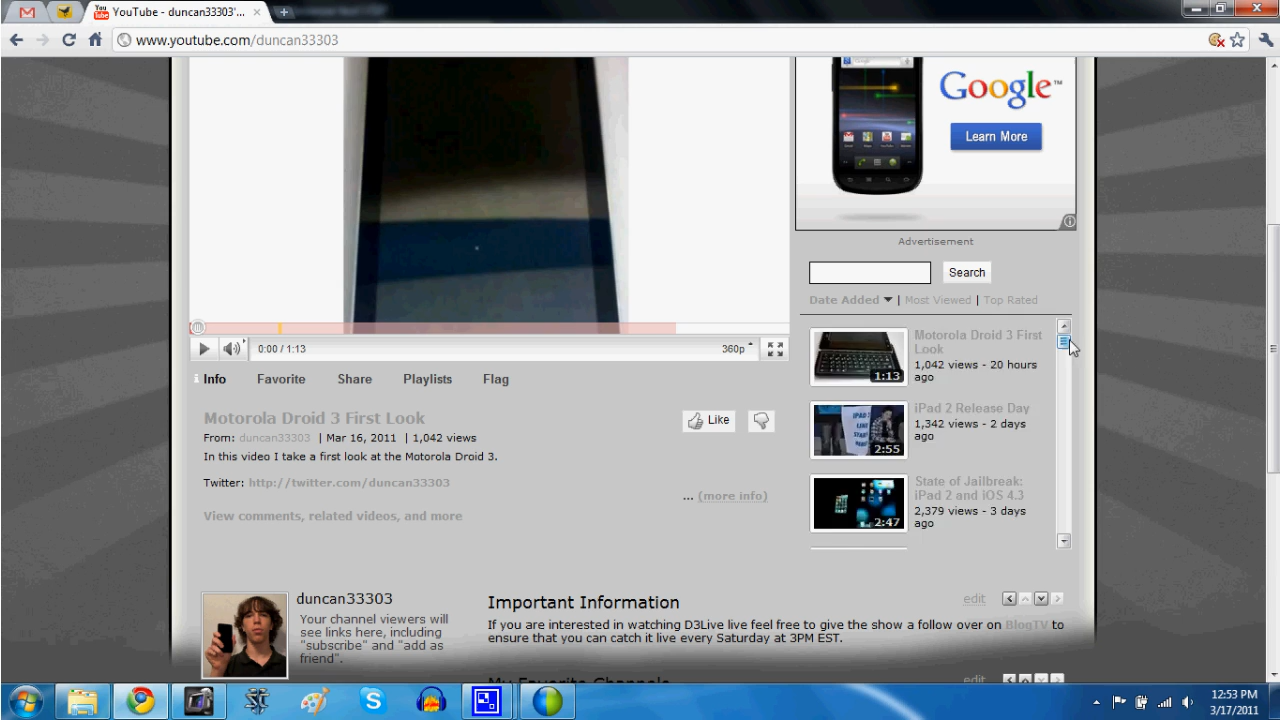 YouTube - duncan33303'...
www.youtube.com/duncan33303
Google™
Learn More
Advertisement
Search
Date Added | Most Viewed | Top Rated
0:00 / 1:13
360p
Motorola Droid 3 First
Look
1,042 views - 20 hours
ago
1:13
Info
Favorite
Share
Playlists
Flag
iPad 2 Release Day
1,342 views - 2 days
ago
2:55
Motorola Droid 3 First Look
Like
From: duncan33303 | Mar 16, 2011 | 1,042 views
In this video I take a first look at the Motorola Droid 3.
Twitter: http://twitter.com/duncan33303
... (more info)
View comments, related videos, and more
State of Jailbreak:
iPad 2 and iOS 4.3
2,379 views - 3 days
ago
2:47
duncan33303
Your channel viewers will
see links here, including
"subscribe" and "add as
friend".
Important Information
edit
If you are interested in watching D3Live live feel free to give the show a follow over on BlogTV to
ensure that you can catch it live every Saturday at 3PM EST.
My Favorite Channels
edit
12:53 PM
3/17/2011